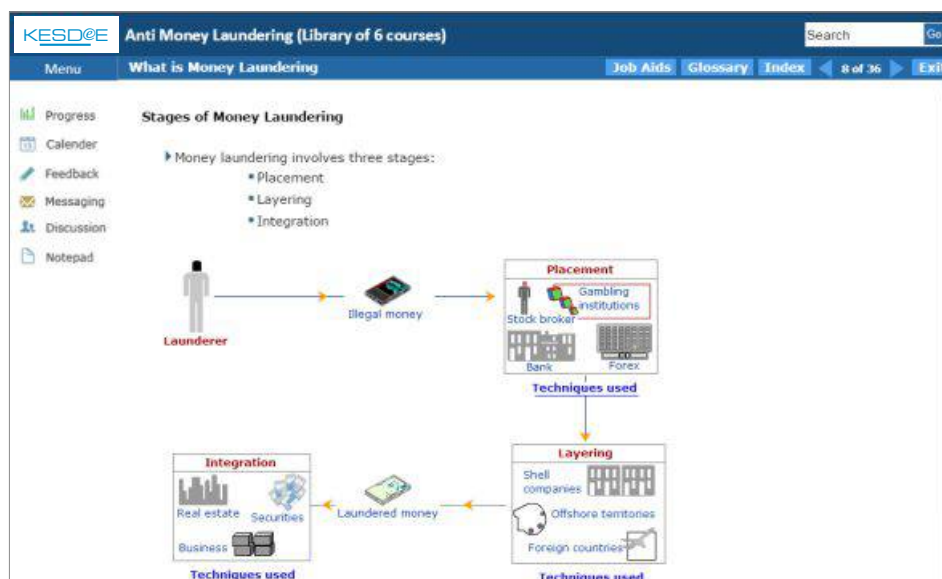 KESD@E
Anti Money Laundering (Library of 6 courses)
Search
Go
Menu
What is Money Laundering
Job Aids
Glossary
Index
8 of 36
Exit
Progress
Calender
Feedback
Messaging
Discussion
Notepad
Stages of Money Laundering
Money laundering involves three stages:
Placement
Layering
Integration
Launderer
Illegal money
Placement
Gambling
institutions
Stock broker
Bank
Forex
Techniques used
Layering
Shell
companies
Offshore territories
Foreign countries
Techniques used
Laundered money
Integration
Real estate
Securities
Business
Techniques used